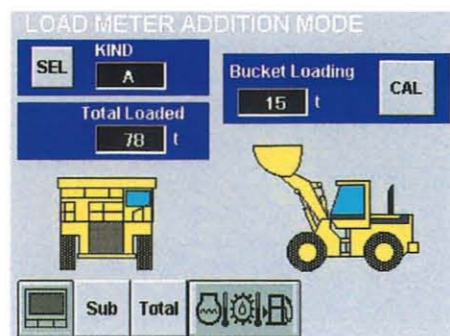 LOAD METER ADDITION MODE
SEL
KIND
A
Total Loaded
78 t
Bucket Loading
15 t
CAL
Sub
Total